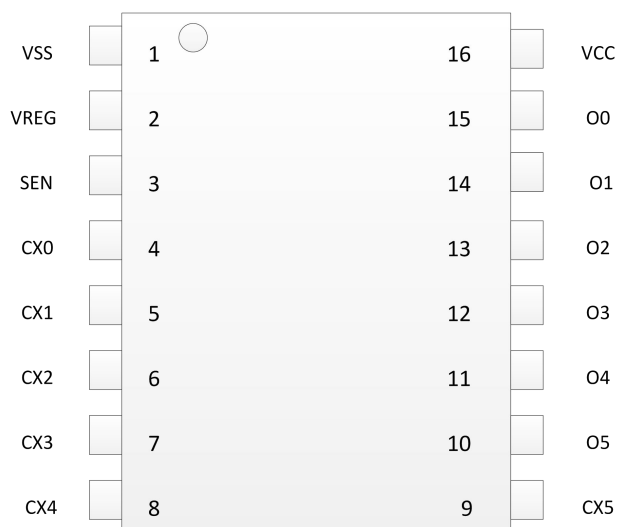 VSS 1 16 VCC
VREG 2 15 O0
SEN 3 14 O1
CX0 4 13 O2
CX1 5 12 O3
CX2 6 11 O4
CX3 7 10 O5
CX4 8 9 CX5